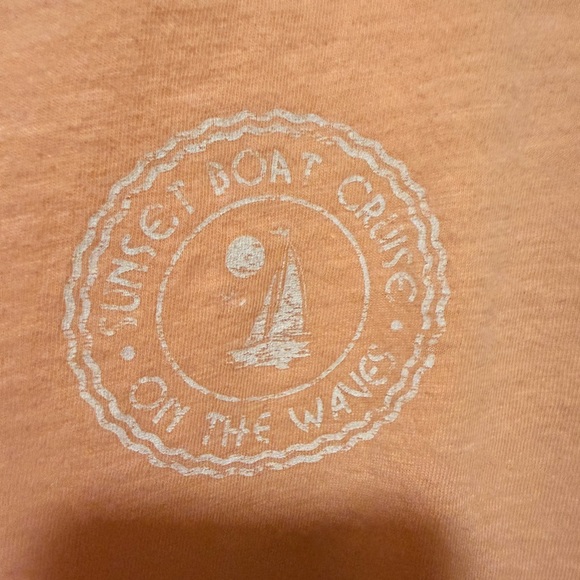 SUNSET BOAT CRUISE
ON THE WAVES